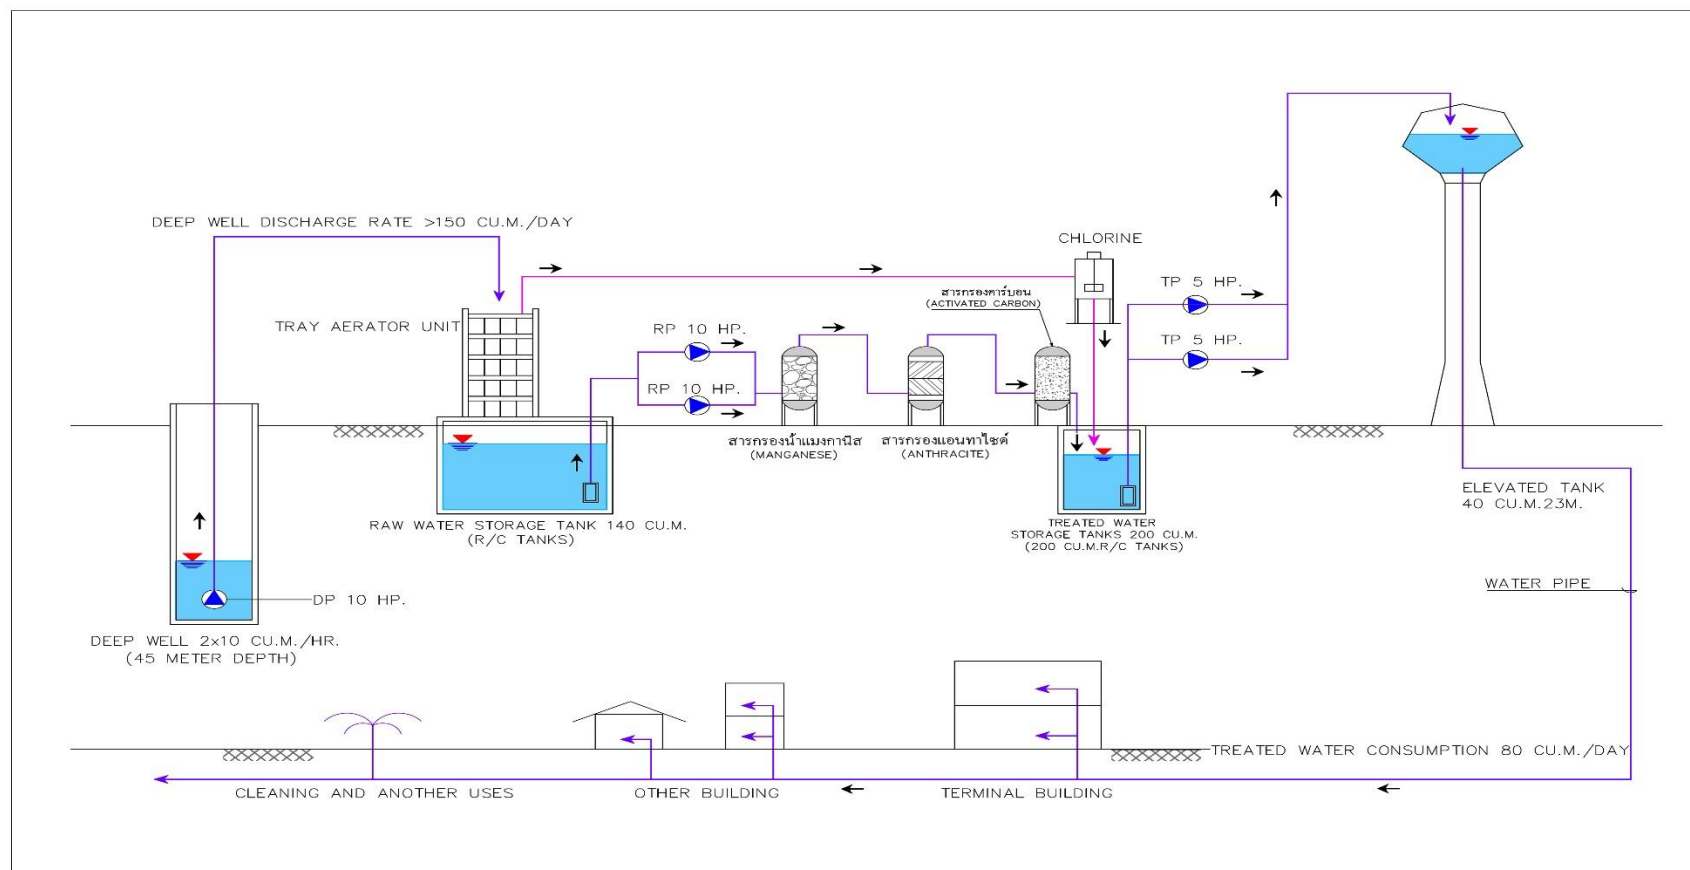 DEEP WELL DISCHARGE RATE >150 CU.M./DAY
CHLORINE
TP 5 HP.
สารกรองคาร์บอน
(ACTIVATED CARBON)
TRAY AERATOR UNIT
RP 10 HP.
TP 5 HP.
RP 10 HP.
สารกรองน้ำแมงกานีส
(MANGANESE)
สารกรองแอนทาไซค์
(ANTHRACITE)
ELEVATED TANK
40 CU.M.23M.
RAW WATER STORAGE TANK 140 CU.M.
(R/C TANKS)
TREATED WATER
STORAGE TANKS 200 CU.M.
(200 CU.M.R/C TANKS)
WATER PIPE
DP 10 HP.
DEEP WELL 2x10 CU.M./HR.
(45 METER DEPTH)
TREATED WATER CONSUMPTION 80 CU.M./DAY
CLEANING AND ANOTHER USES
OTHER BUILDING
TERMINAL BUILDING